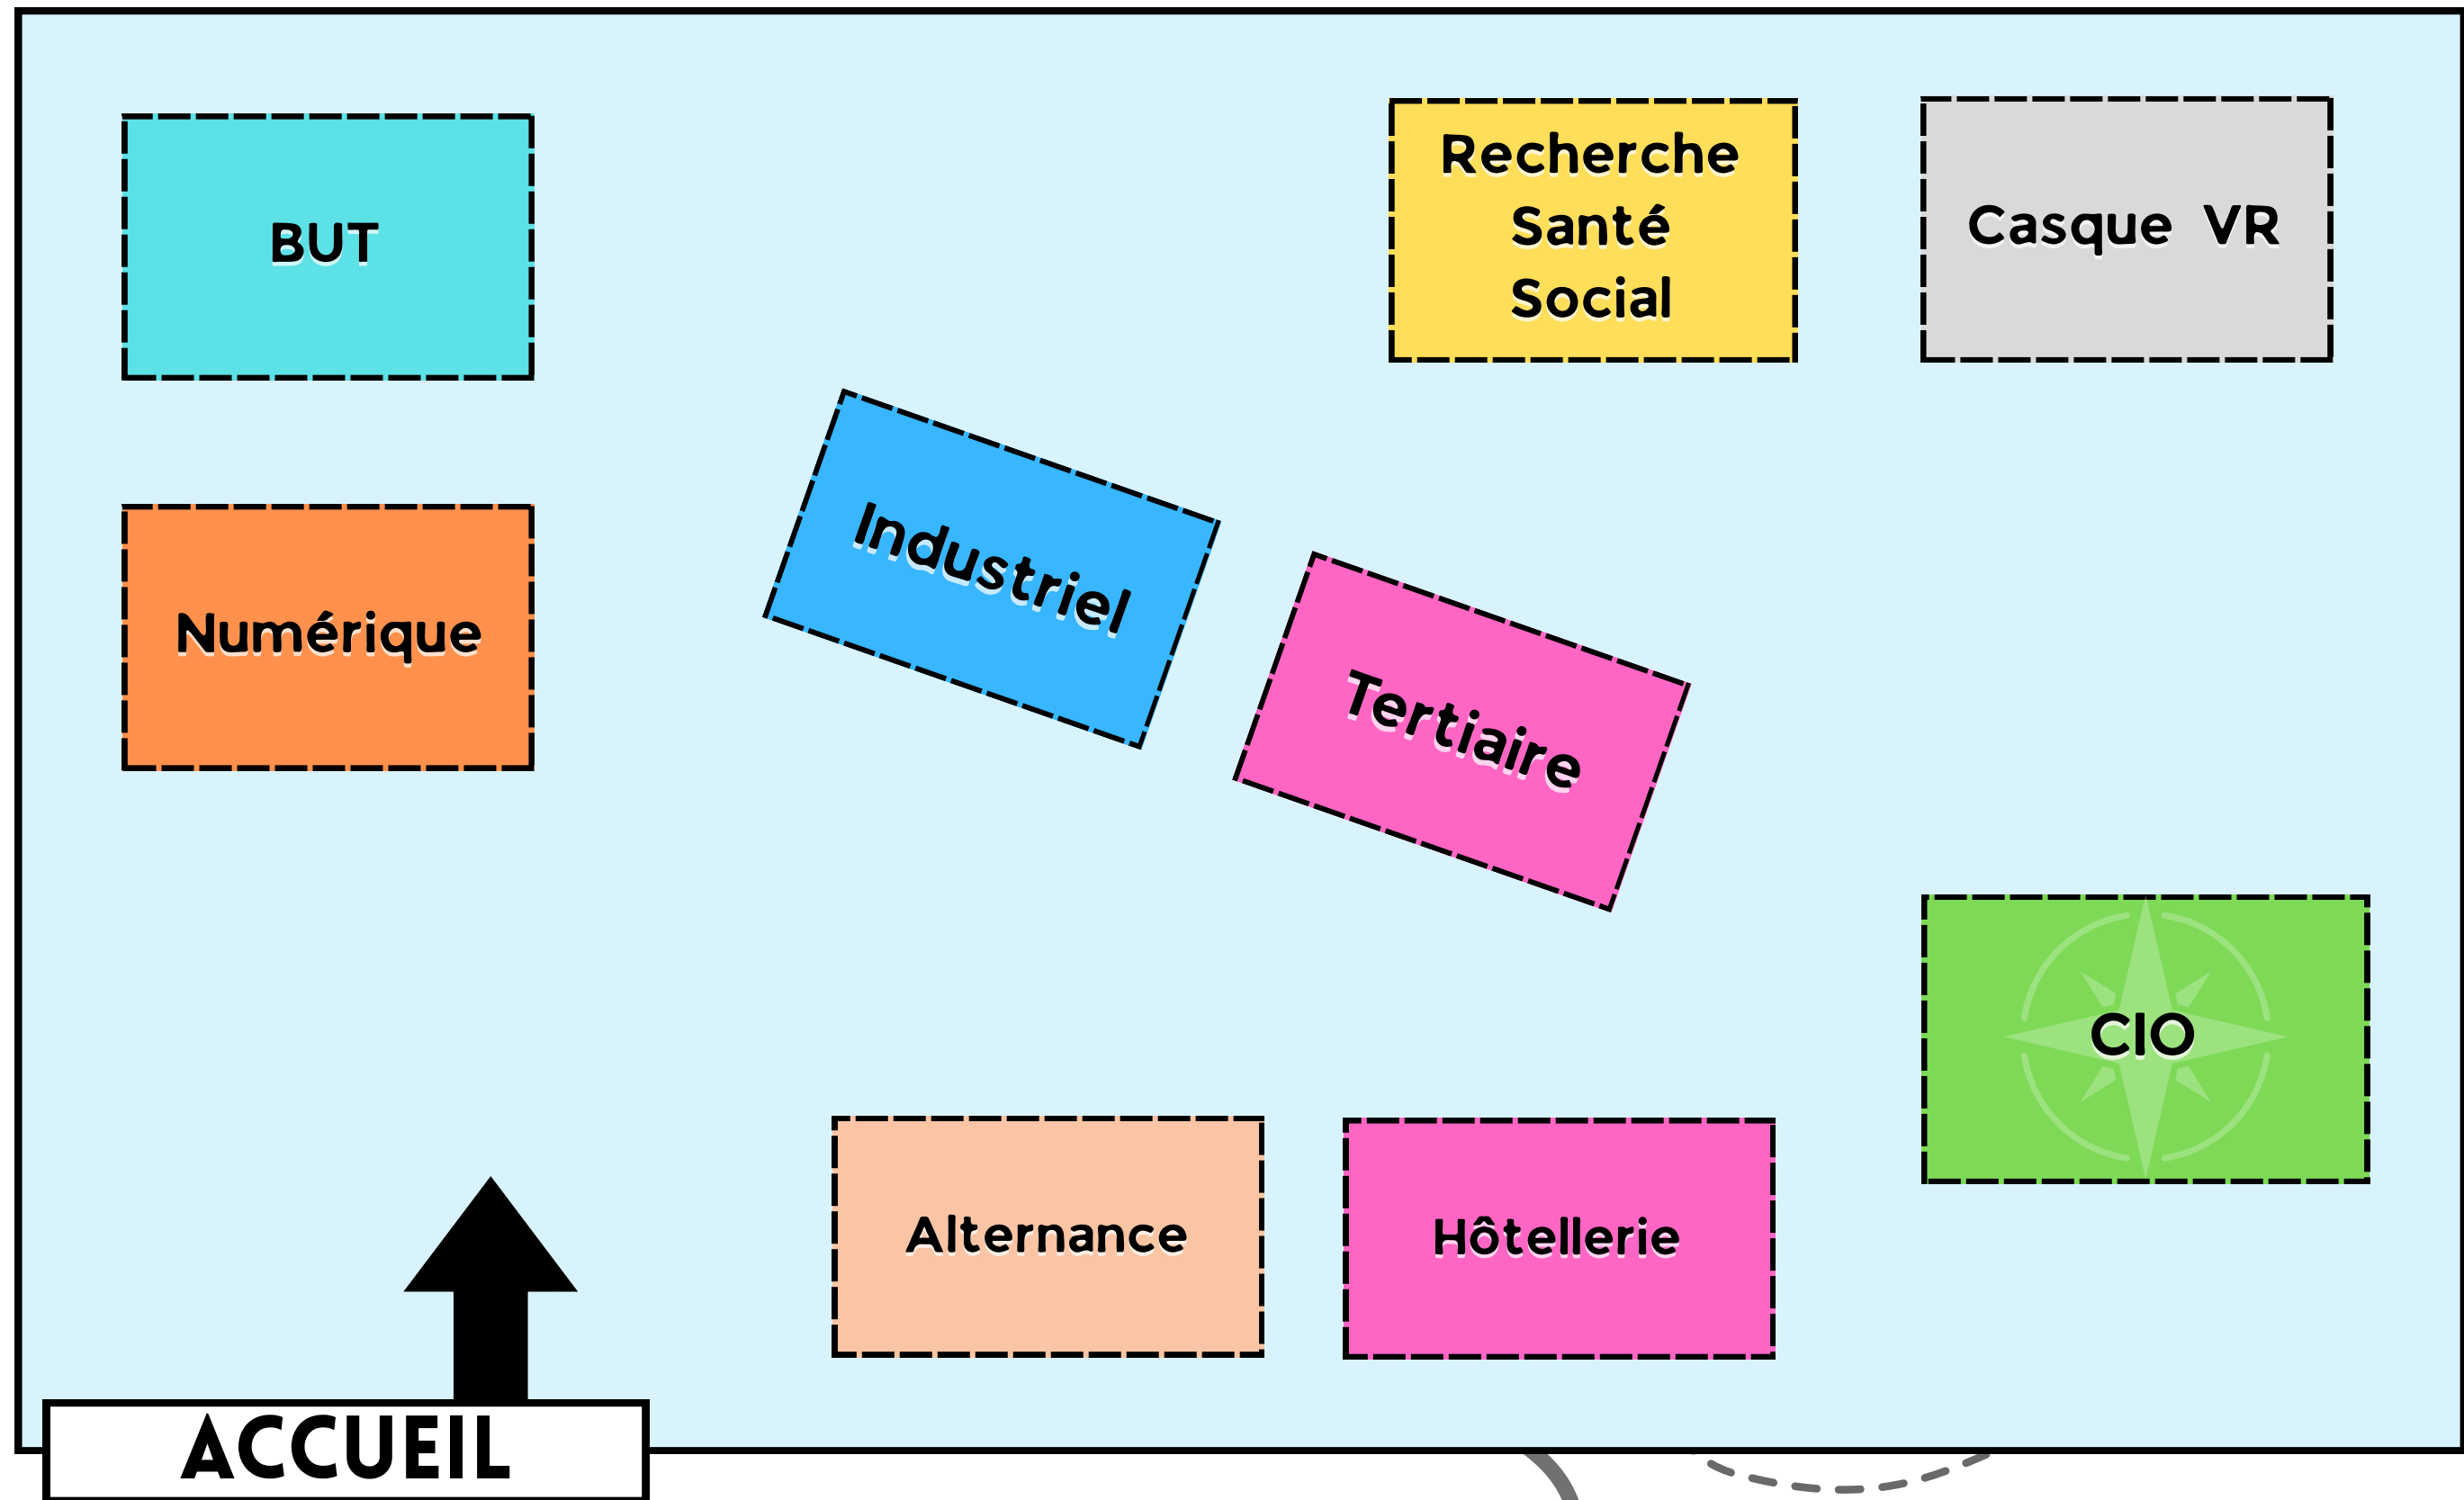 BUT
Recherche
Santé
Social
Casque VR
Industriel
Numérique
Tertiaire
CIO
Alternance
Hôtellerie
ACCUEIL